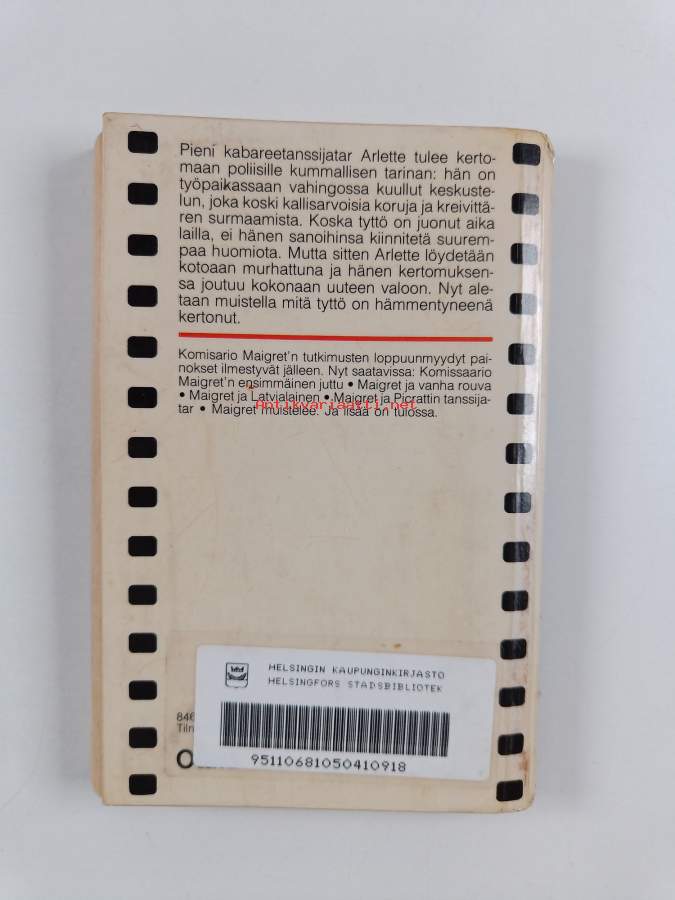 Pieni kabareetanssijatar Arlette tulee kerto-
maan poliisille kummallisen tarinan: hän on
työpaikassaan vahingossa kuullut keskuste-
lun, joka koski kallisarvoisia koruja ja kreivittä-
ren surmaamista. Koska tyttö on juonut aika
lailla, ei hänen sanoihinsa kiinnitetä suurem-
paa huomiota. Mutta sitten Arlette löydetään
kotoaan murhattuna ja hänen kertomuksen-
sa joutuu kokonaan uuteen valoon. Nyt ale-
taan muistella mitä tyttö on hämmentyneenä
kertonut.
Komisario Maigret'n tutkimusten loppuunmyydyt pai-
nokset ilmestyvät jälleen. Nyt saatavissa: Komissaario
Maigret'n ensimmäinen juttu • Maigret ja vanha rouva
• Maigret ja Latvialainen • Maigret ja Picrattin tanssija-
tar • Maigret muistelee. Ja lisää on tulossa.
Antikvariaatti.net
HELSINGIN KAUPUNGINKIRJASTO
HELSINGFORS STADSBIBLIOTEK
95110681050410918
846